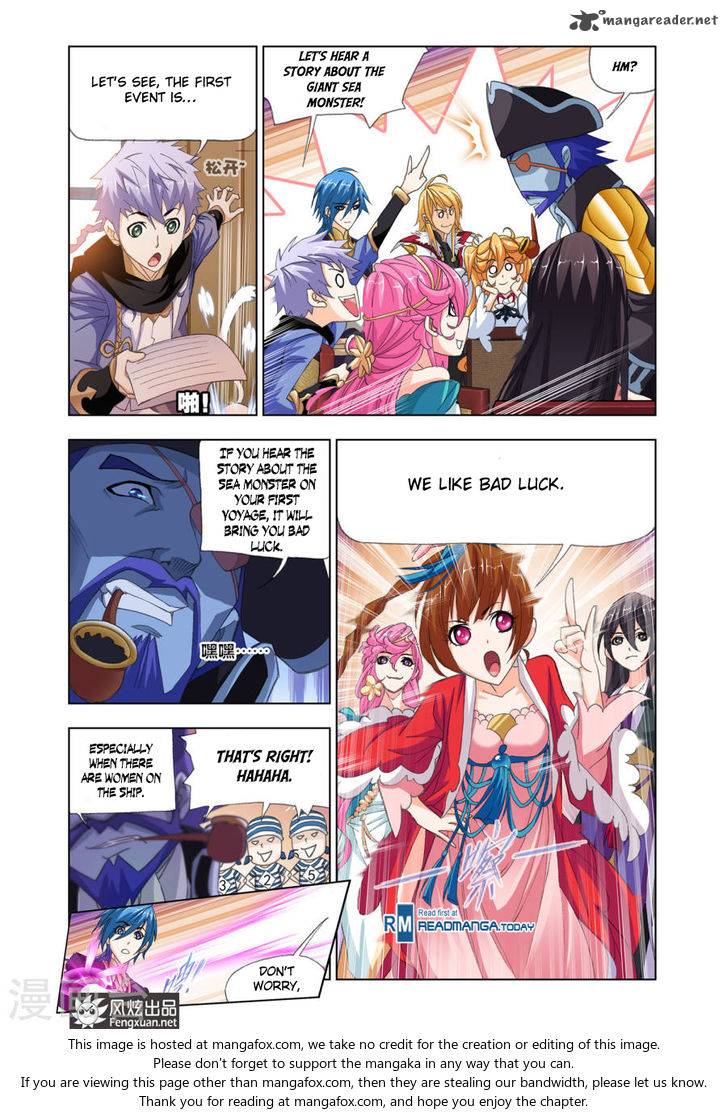 mangareader.net
LET'S SEE, THE FIRST
EVENT IS...
松开~
啪!
LET'S HEAR A
STORY ABOUT THE
GIANT SEA
MONSTER!
HM?
IF YOU HEAR THE
STORY ABOUT THE
SEA MONSTER ON
YOUR FIRST
VOYAGE, IT WILL
BRING YOU BAD
LUCK.
嘿嘿……
WE LIKE BAD LUCK.
ESPECIALLY
WHEN THERE
ARE WOMEN ON
THE SHIP.
THAT'S RIGHT!
HAHAHA.
3
2
5
DON'T
WORRY,
RM
Read first at
READMANGA.TODAY
漫
风炫出品
Fengxuan.net
This image is hosted at mangafox.com, we take no credit for the creation or editing of this image.
Please don't forget to support the mangaka in any way that you can.
If you are viewing this page other than mangafox.com, then they are stealing our bandwidth, please let us know.
Thank you for reading at mangafox.com, and hope you enjoy the chapter.